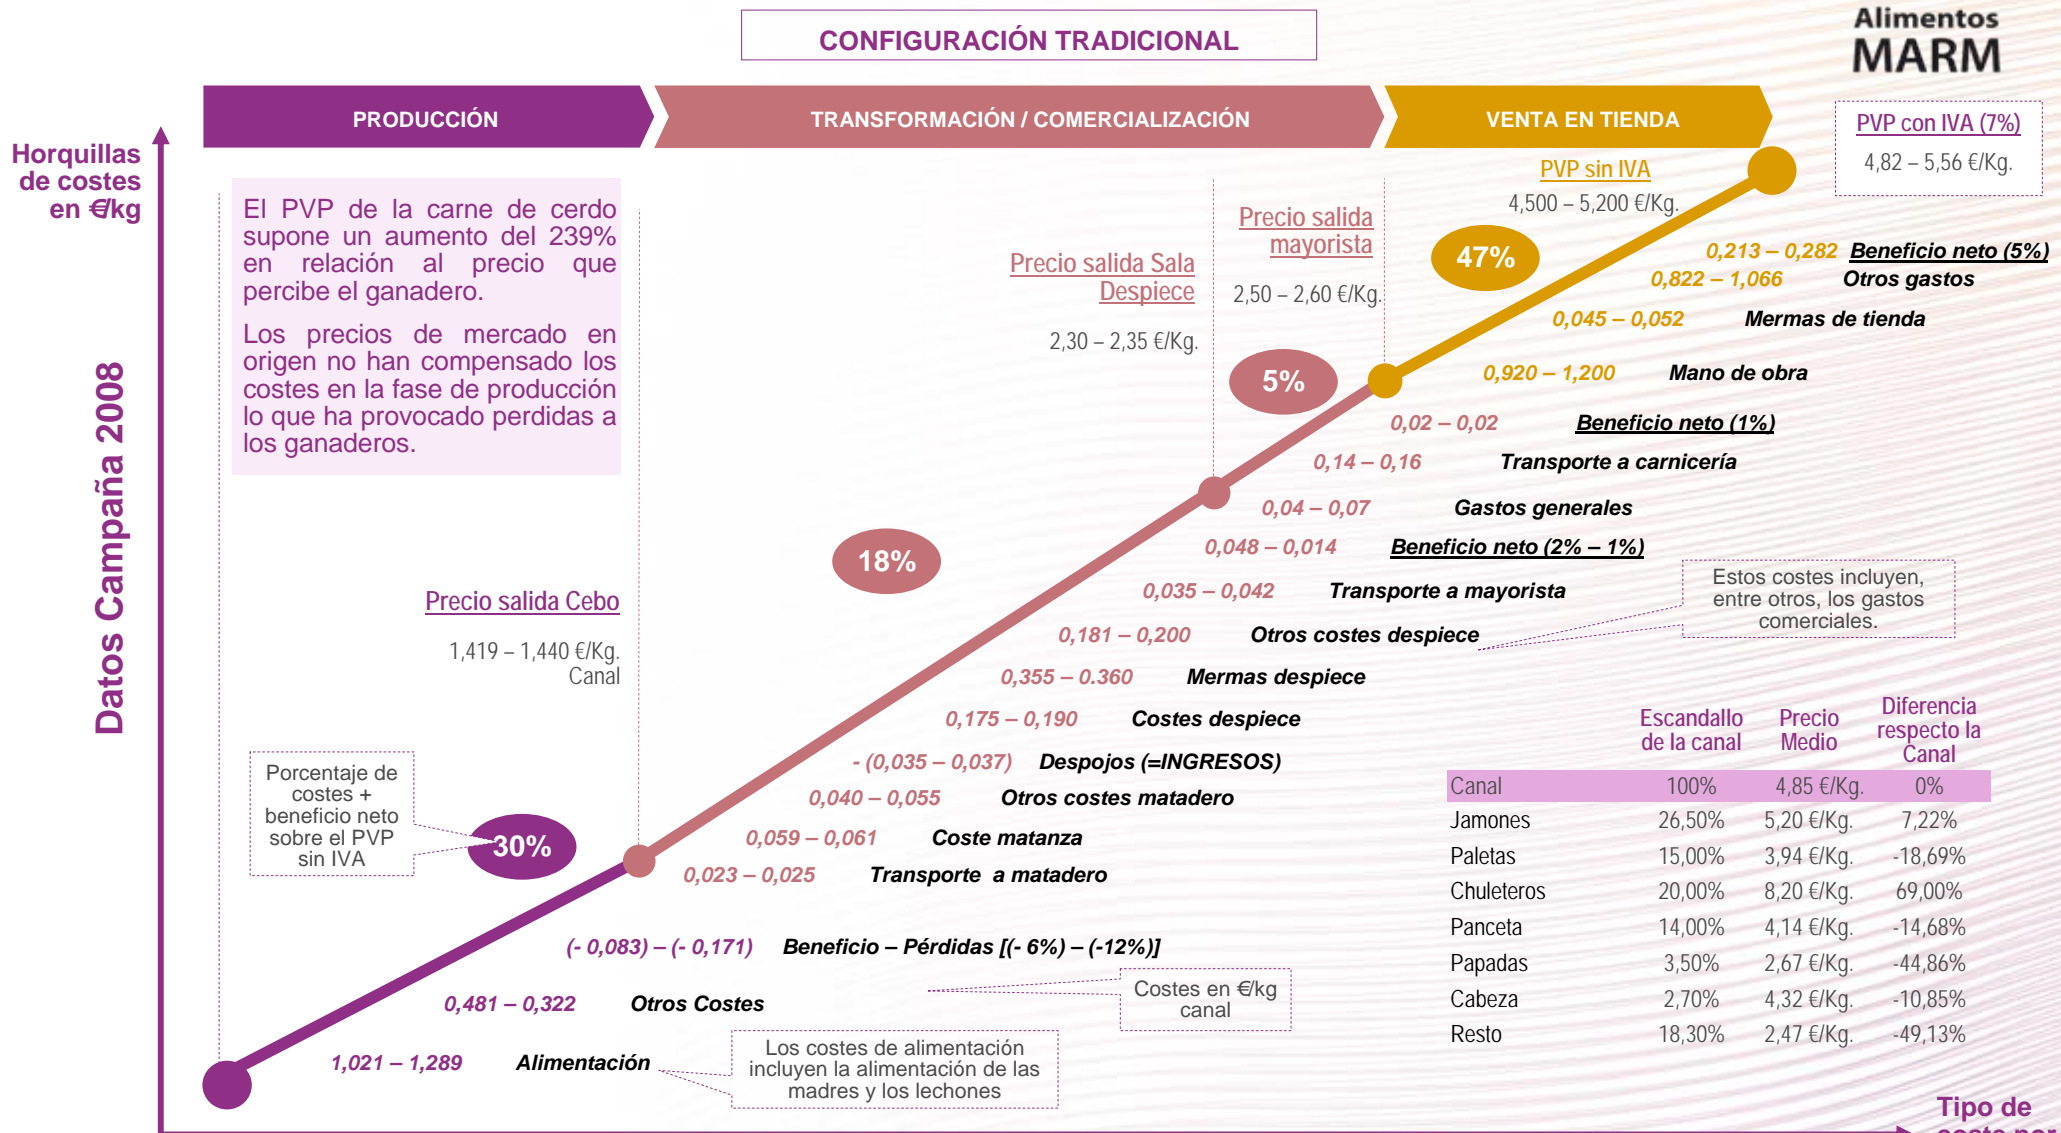 CONFIGURACIÓN TRADICIONAL
Alimentos
MARM
PRODUCCIÓN
TRANSFORMACIÓN / COMERCIALIZACIÓN
VENTA EN TIENDA
PVP con IVA (7%)
4,82 – 5,56 €/Kg.
Horquillas
de costes
en €/kg
Datos Campaña 2008
El PVP de la carne de cerdo
supone un aumento del 239%
en relación al precio que
percibe el ganadero.
Los precios de mercado en
origen no han compensado los
costes en la fase de producción
lo que ha provocado perdidas a
los ganaderos.
PVP sin IVA
4,500 – 5,200 €/Kg.
Precio salida
mayorista
2,50 – 2,60 €/Kg.
Precio salida Sala
Despiece
2,30 – 2,35 €/Kg.
Precio salida Cebo
1,419 – 1,440 €/Kg.
Canal
47%
5%
18%
30%
Porcentaje de
costes +
beneficio neto
sobre el PVP
sin IVA
0,213 – 0,282 Beneficio neto (5%)
0,822 – 1,066 Otros gastos
0,045 – 0,052 Mermas de tienda
0,920 – 1,200 Mano de obra
0,02 – 0,02 Beneficio neto (1%)
0,14 – 0,16 Transporte a carnicería
0,04 – 0,07 Gastos generales
0,048 – 0,014 Beneficio neto (2% – 1%)
0,035 – 0,042 Transporte a mayorista
0,181 – 0,200 Otros costes despiece
0,355 – 0.360 Mermas despiece
0,175 – 0,190 Costes despiece
- (0,035 – 0,037) Despojos (=INGRESOS)
0,040 – 0,055 Otros costes matadero
0,059 – 0,061 Coste matanza
0,023 – 0,025 Transporte a matadero
(- 0,083) – (- 0,171) Beneficio – Pérdidas [(- 6%) – (-12%)]
0,481 – 0,322 Otros Costes
1,021 – 1,289 Alimentación
Estos costes incluyen,
entre otros, los gastos
comerciales.
Costes en €/kg
canal
Los costes de alimentación
incluyen la alimentación de las
madres y los lechones
Escandallo de la canal Precio Medio Diferencia respecto la Canal
Canal 100% 4,85 €/Kg. 0%
Jamones 26,50% 5,20 €/Kg. 7,22%
Paletas 15,00% 3,94 €/Kg. -18,69%
Chuleteros 20,00% 8,20 €/Kg. 69,00%
Panceta 14,00% 4,14 €/Kg. -14,68%
Papadas 3,50% 2,67 €/Kg. -44,86%
Cabeza 2,70% 4,32 €/Kg. -10,85%
Resto 18,30% 2,47 €/Kg. -49,13%
Tipo de
coste por